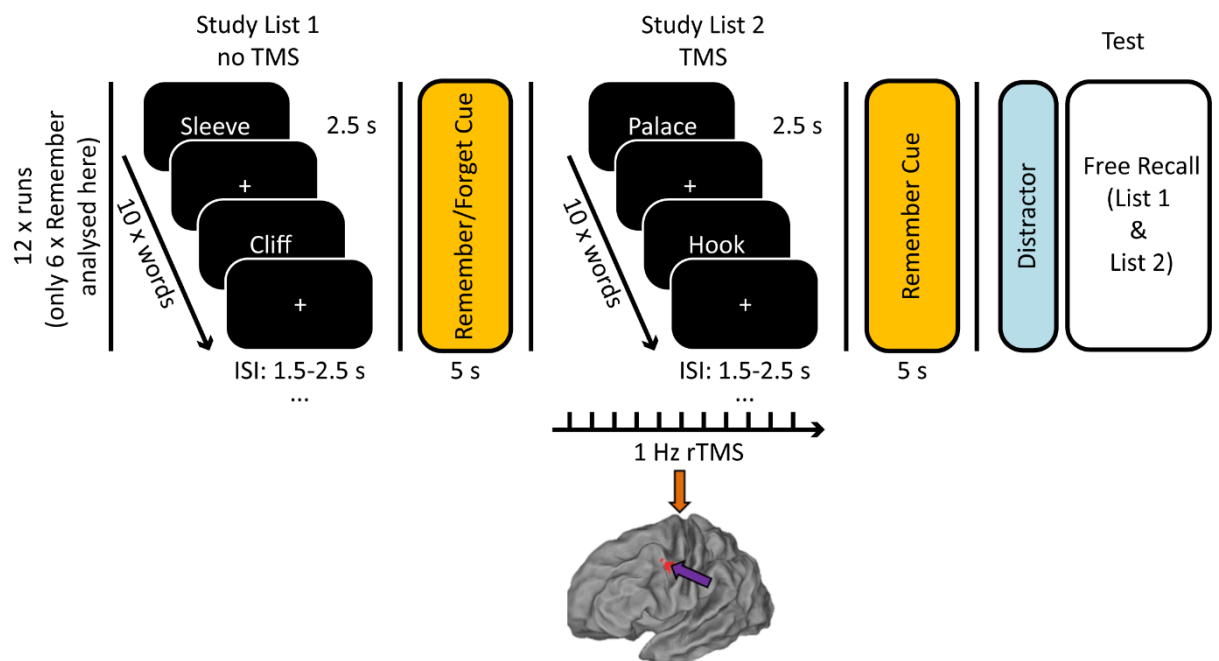 Study List 1
no TMS
Study List 2
TMS
Test
12 x runs
(only 6 x Remember
analysed here)
Sleeve
2.5 s
+
Cliff
+
10 x words
ISI: 1.5-2.5 s
...
Remember/Forget Cue
5 s
Palace
2.5 s
+
Hook
+
10 x words
ISI: 1.5-2.5 s
...
1 Hz rTMS
Remember Cue
5 s
Distractor
Free Recall
(List 1
&
List 2)